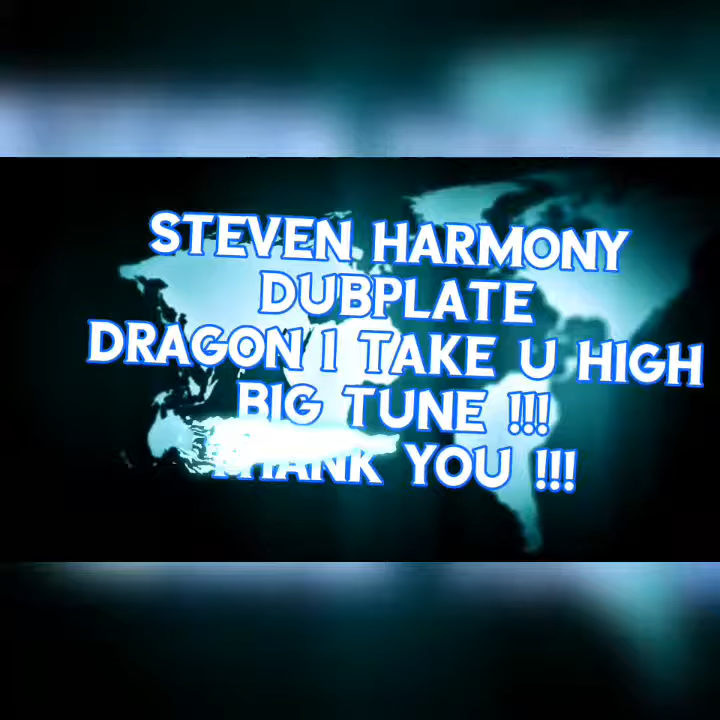 STEVEN HARMONY
DUBPLATE
DRAGON I TAKE U HIGH
BIG TUNE !!!
THANK YOU !!!